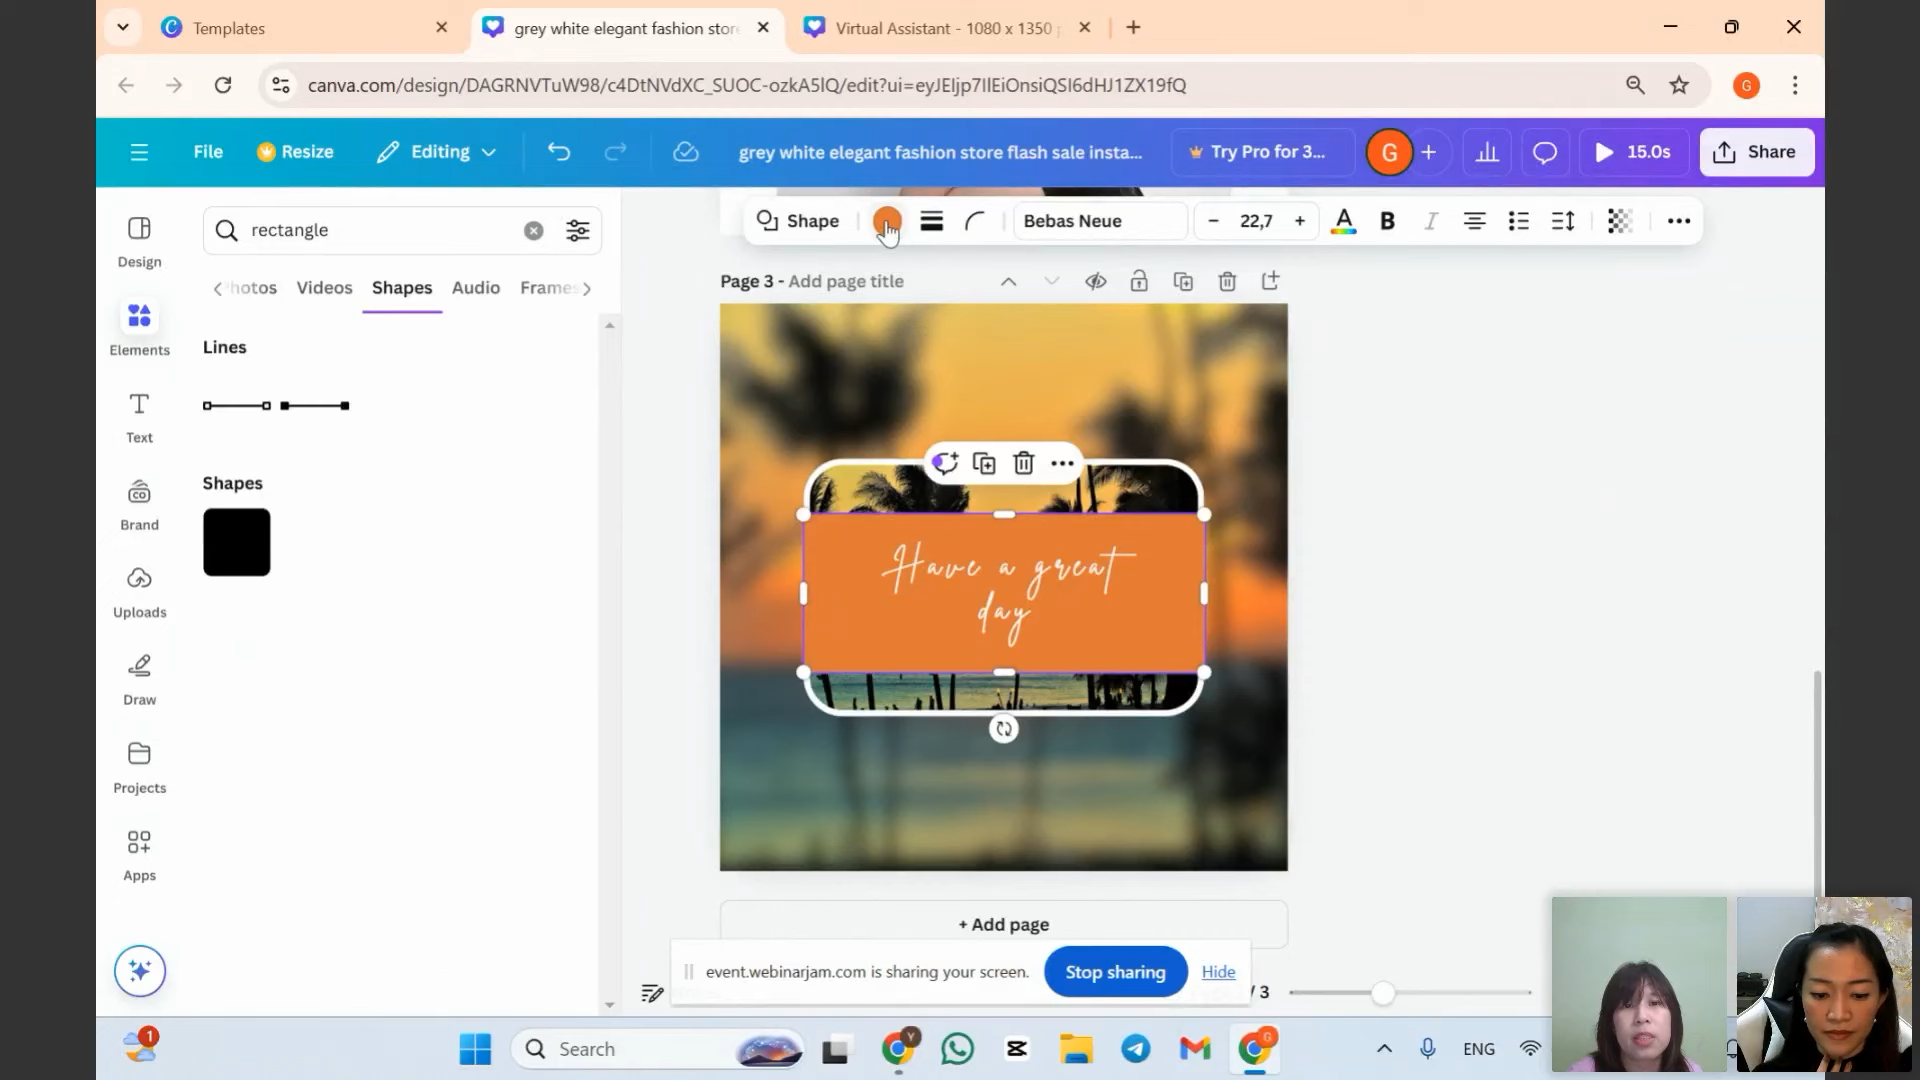 Templates
grey white elegant fashion store
Virtual Assistant - 1080 x 1350
canva.com/design/DAGRNVTuW98/c4DtNVdXC_SUOC-ozkA5lQ/edit?ui=eyJEIjp7IlEiOnsiQSI6dHJ1ZX19fQ
G
File
Resize
Editing
grey white elegant fashion store flash sale insta...
Try Pro for 3...
G
15.0s
Share
Design
Elements
Text
Brand
Uploads
Draw
Projects
Apps
rectangle
hotos
Videos
Shapes
Audio
Frames
Lines
Shapes
Shape
Bebas Neue
– 22,7 +
A
B
I
Page 3 - Add page title
Have a great
day
+ Add page
event.webinarjam.com is sharing your screen.
Stop sharing
Hide
/ 3
1
Search
Y
G
ENG